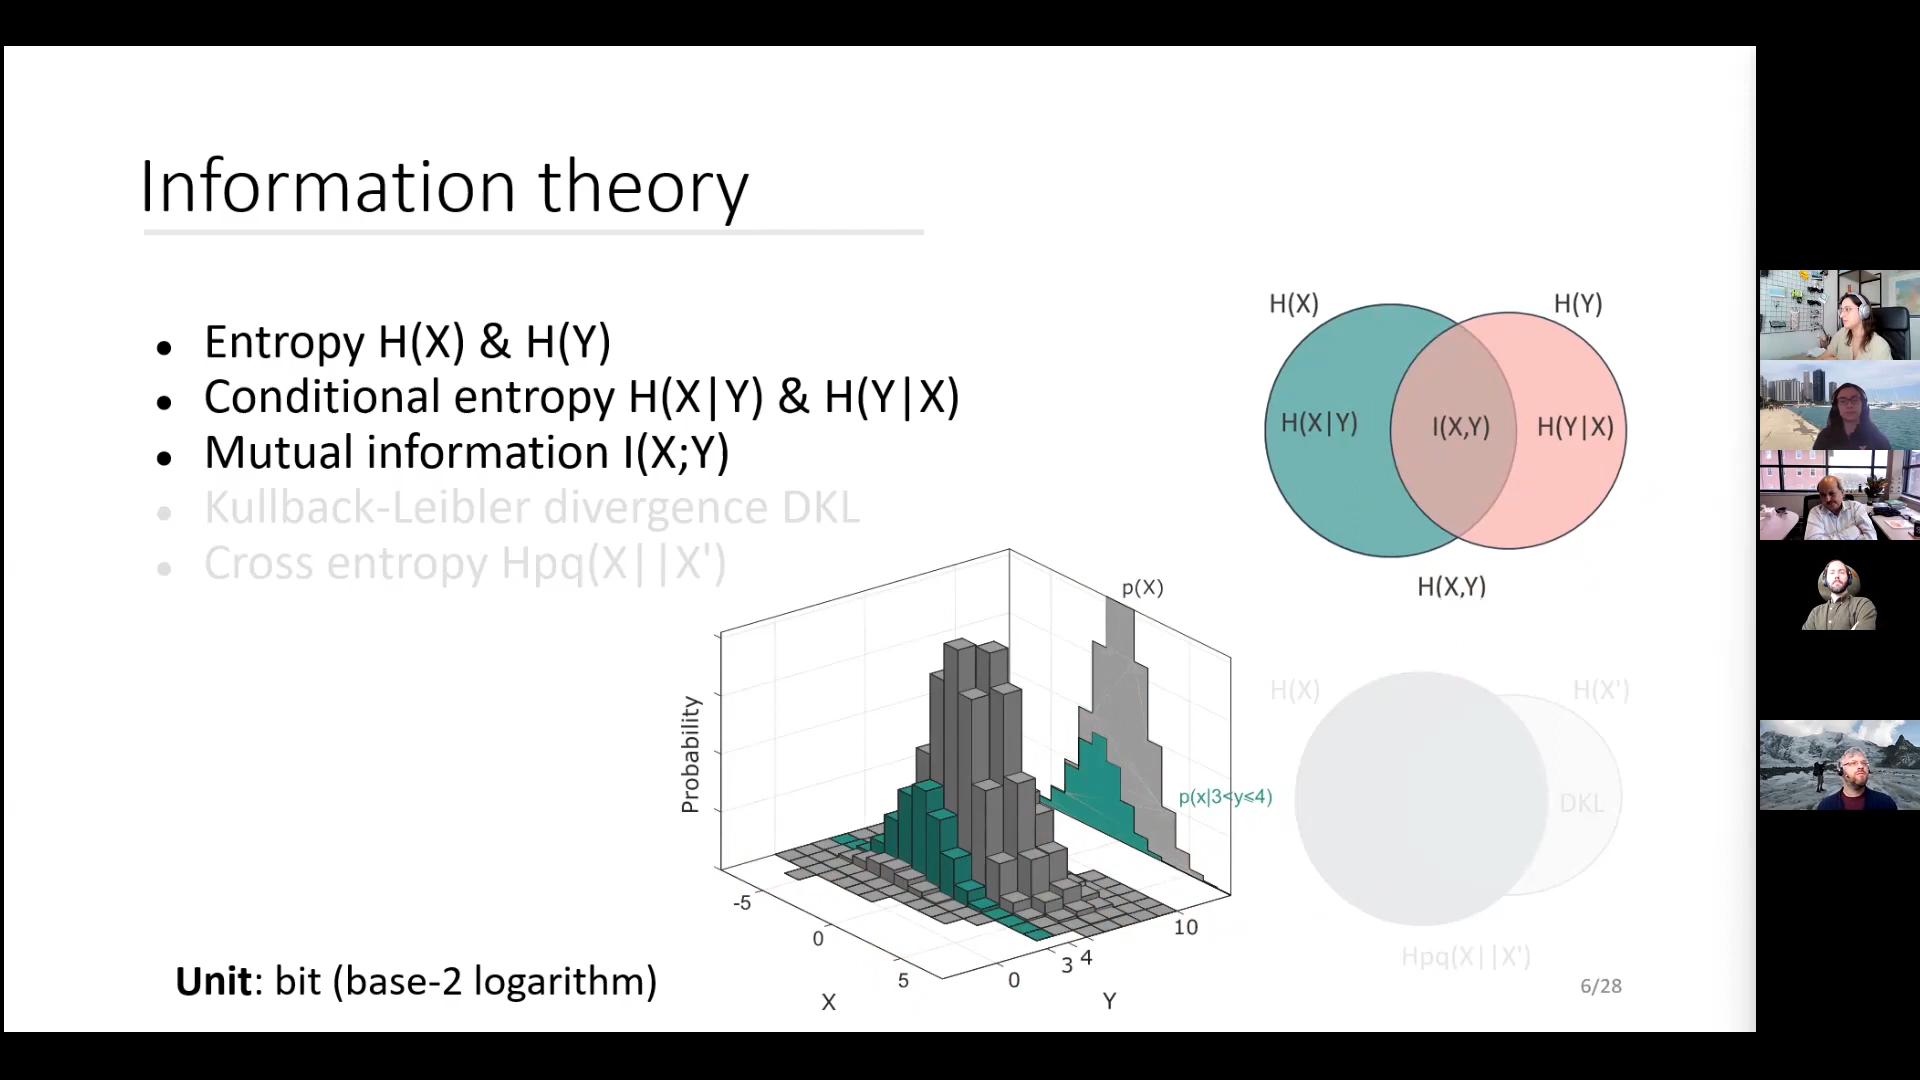 Information theory
• Entropy H(X) & H(Y)
• Conditional entropy H(X|Y) & H(Y|X)
• Mutual information I(X;Y)
• Kullback-Leibler divergence DKL
• Cross entropy Hpq(X||X')
Unit: bit (base-2 logarithm)
H(X)
H(Y)
H(X|Y)
I(X,Y)
H(Y|X)
H(X,Y)
p(X)
p(x|3<y≤4)
Probability
-5
0
5
X
0
3
4
10
Y
H(X)
H(X')
DKL
Hpq(X||X')
6/28